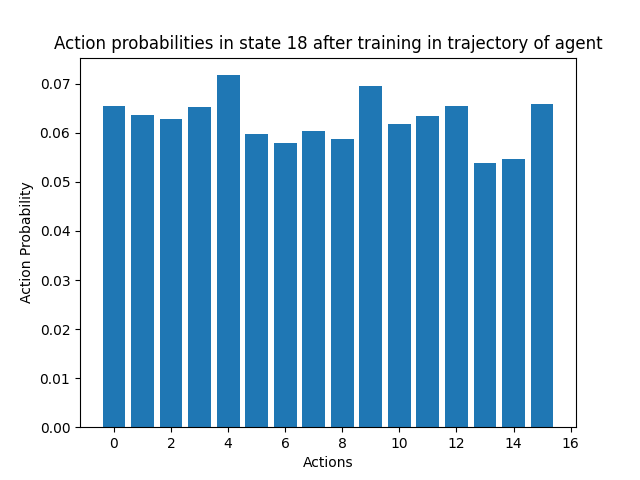 Action probabilities in state 18 after training in trajectory of agent
0.07
0.06
0.05
0.04
0.03
0.02
0.01
0.00
Action Probability
0 2 4 6 8 10 12 14 16
Actions